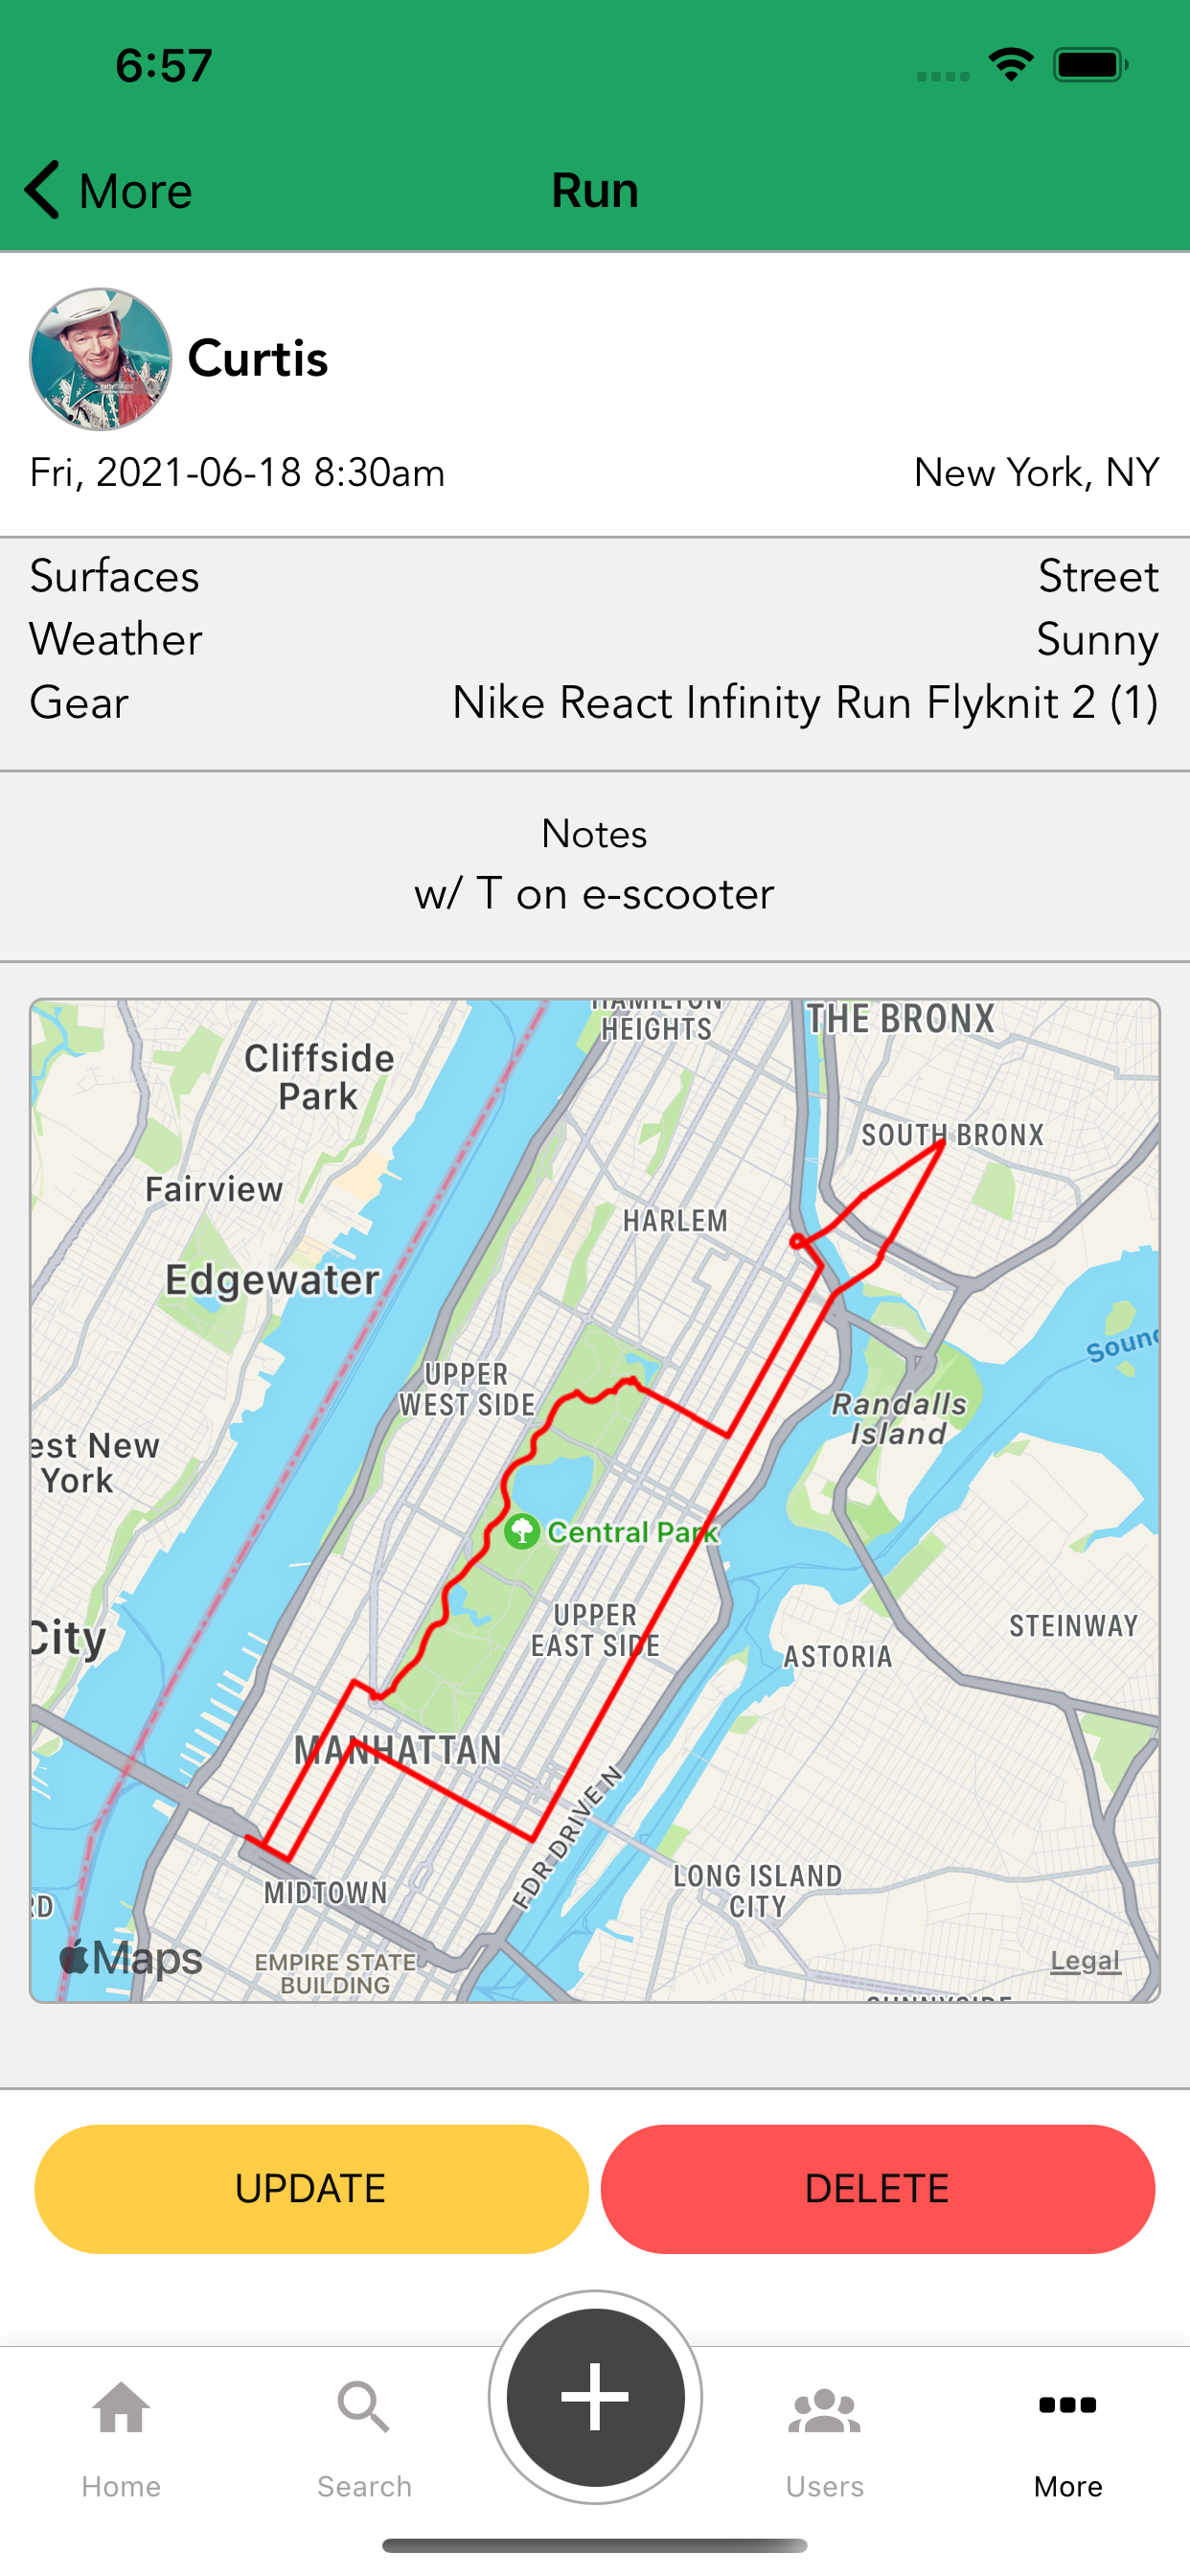 6:57
More
Run
Curtis
Fri, 2021-06-18 8:30am
New York, NY
Surfaces
Street
Weather
Sunny
Gear
Nike React Infinity Run Flyknit 2 (1)
Notes
w/ T on e-scooter
HAMILTON
HEIGHTS
THE BRONX
Cliffside
Park
SOUTH BRONX
Fairview
HARLEM
Edgewater
Sound
UPPER
WEST SIDE
Randalls
Island
est New
York
Central Park
UPPER
EAST SIDE
STEINWAY
City
ASTORIA
MANHATTAN
FDR DRIVE N
MIDTOWN
LONG ISLAND
CITY
RD
EMPIRE STATE
BUILDING
Maps
Legal
SUNNYSIDE
UPDATE
DELETE
Home
Search
Users
More